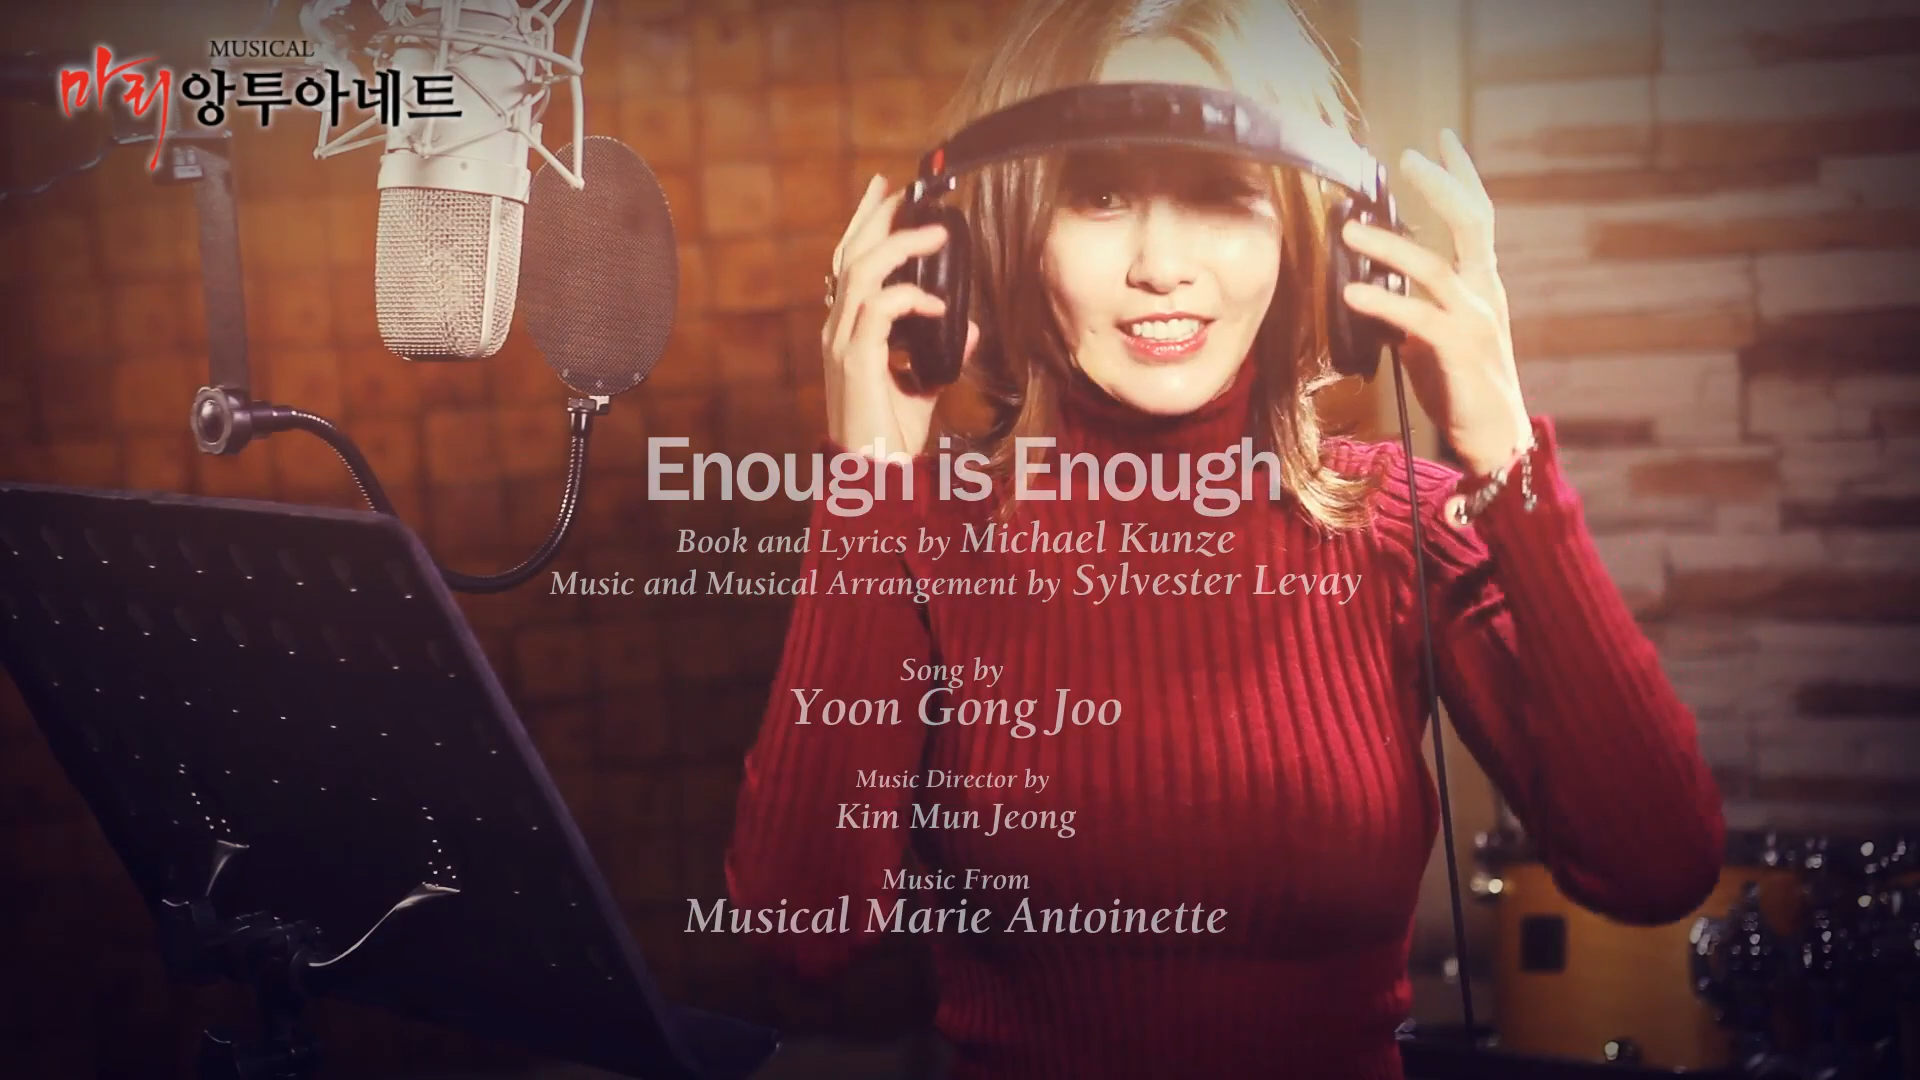 MUSICAL
마리앙투아네트
Enough is Enough
Book and Lyrics by Michael Kunze
Music and Musical Arrangement by Sylvester Levay
Song by
Yoon Gong Joo
Music Director by
Kim Mun Jeong
Music From
Musical Marie Antoinette